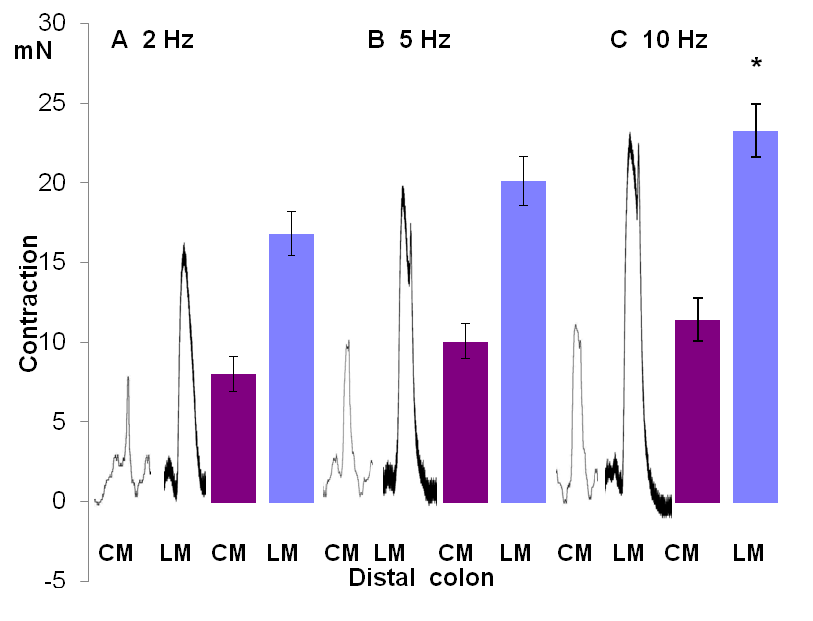 30
mN
A 2 Hz
B 5 Hz
C 10 Hz
*
25
20
15
10
5
0
-5
Contraction
CM LM CM LM CM LM CM LM CM LM CM LM
Distal colon